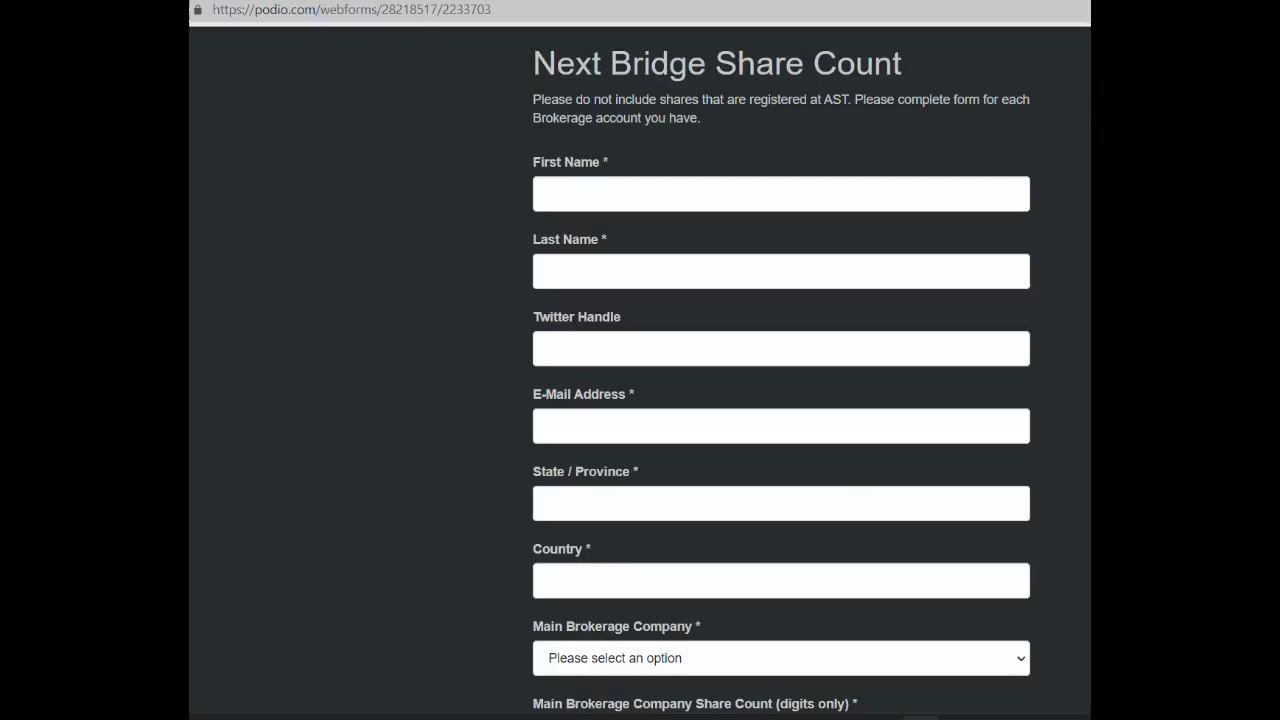 https://podio.com/webforms/28218517/2233703
Next Bridge Share Count
Please do not include shares that are registered at AST. Please complete form for each
Brokerage account you have.
First Name *
Last Name *
Twitter Handle
E-Mail Address *
State / Province *
Country *
Main Brokerage Company *
Please select an option
Main Brokerage Company Share Count (digits only) *